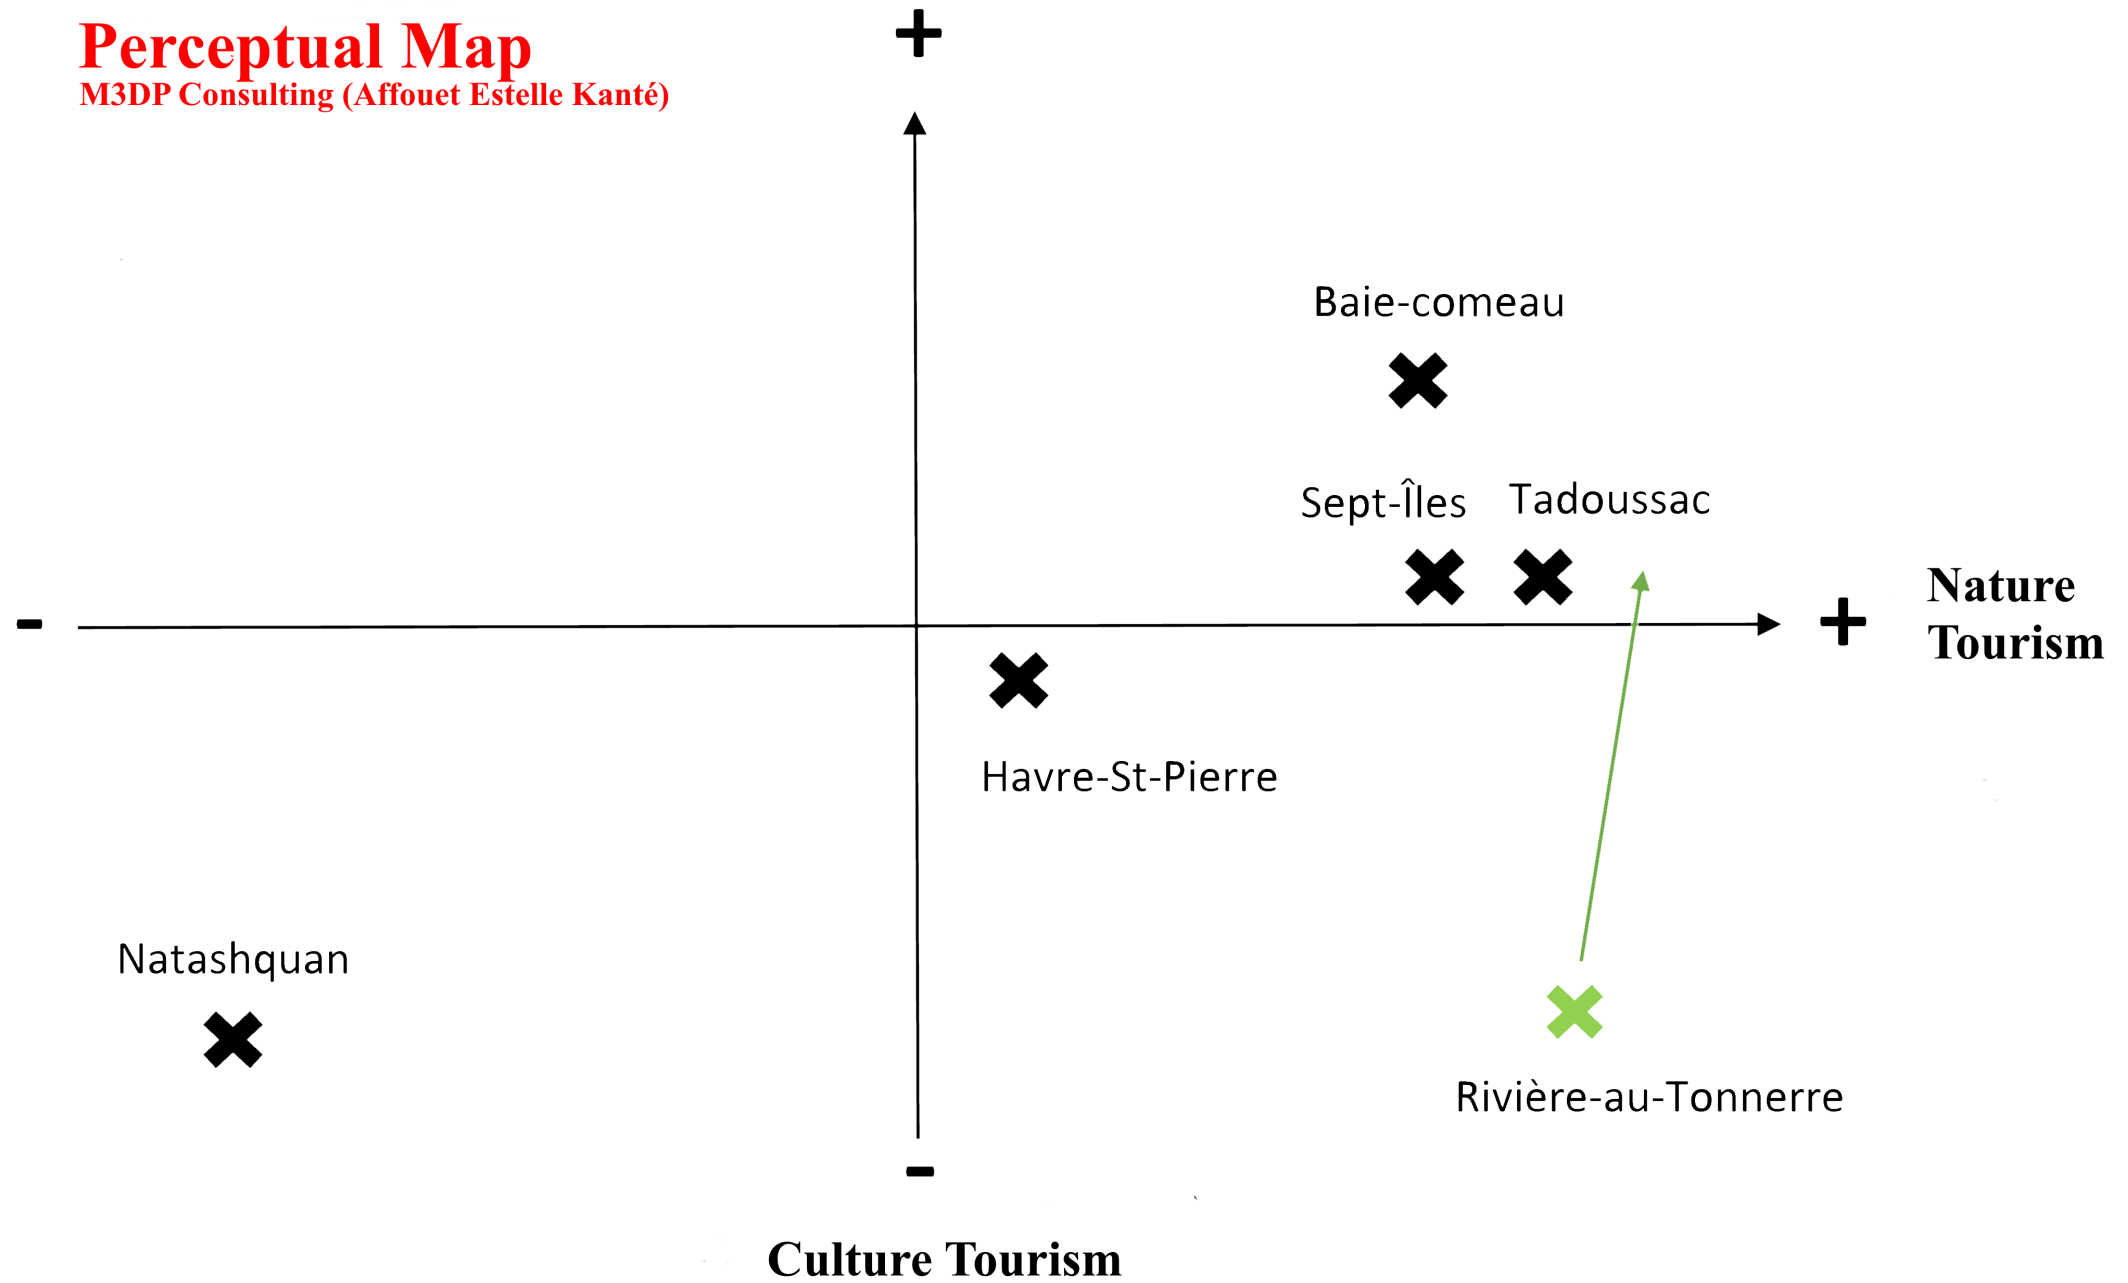 Perceptual Map
M3DP Consulting (Affouet Estelle Kanté)
+
Baie-comeau
Sept-Îles
Tadoussac
-
+
Nature
Tourism
Havre-St-Pierre
Natashquan
Rivière-au-Tonnerre
-
Culture Tourism